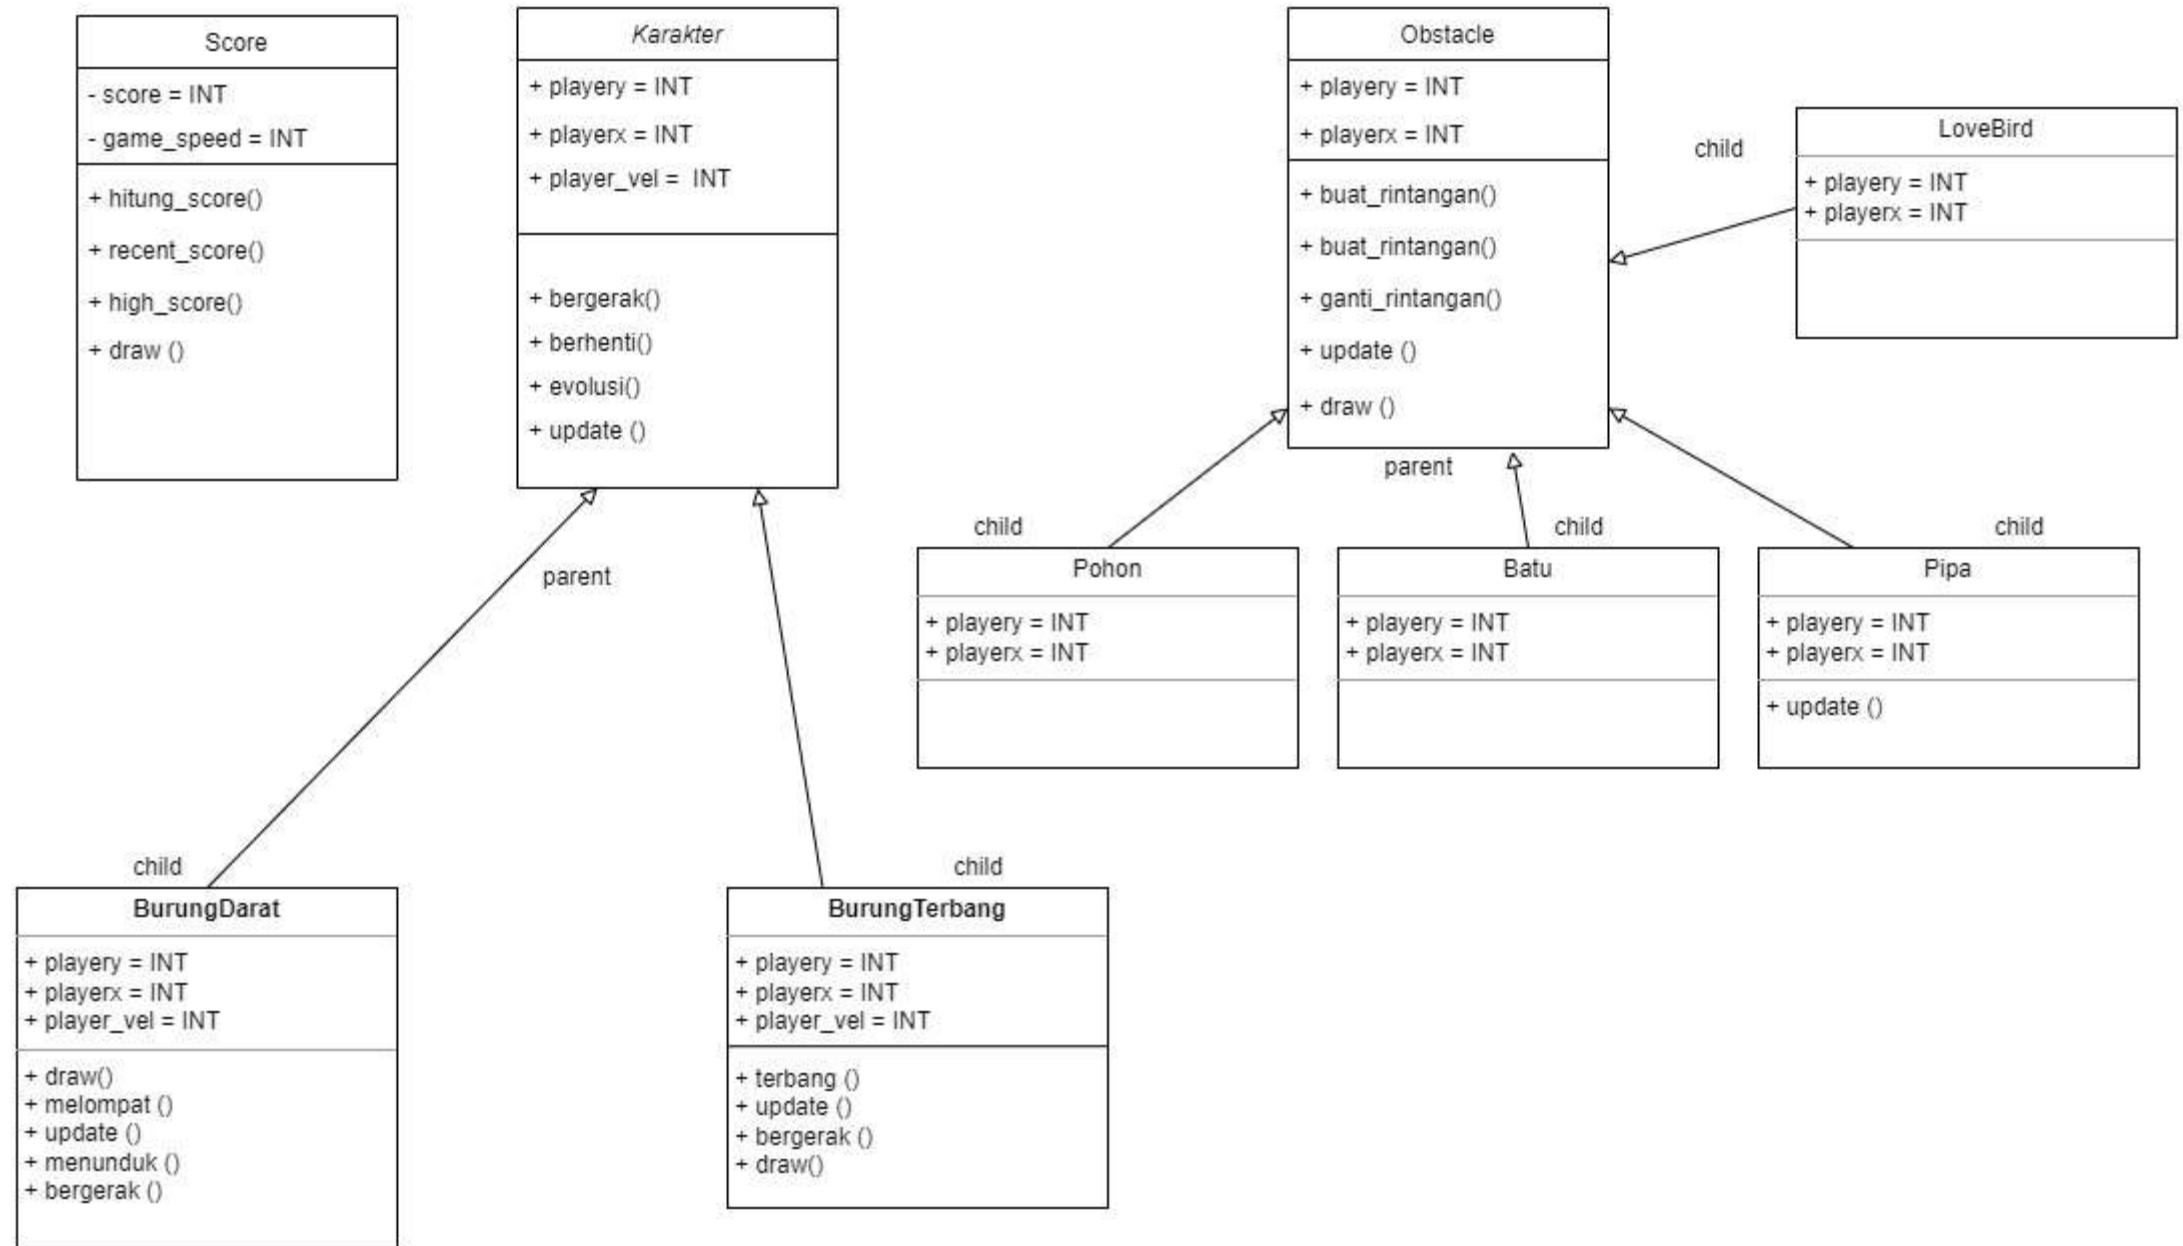 Score
- score = INT
- game_speed = INT
+ hitung_score()
+ recent_score()
+ high_score()
+ draw ()
Karakter
+ playery = INT
+ playerx = INT
+ player_vel =  INT
+ bergerak()
+ berhenti()
+ evolusi()
+ update ()
Obstacle
+ playery = INT
+ playerx = INT
+ buat_rintangan()
+ buat_rintangan()
+ ganti_rintangan()
+ update ()
+ draw ()
child
LoveBird
+ playery = INT
+ playerx = INT
parent
child
Pohon
+ playery = INT
+ playerx = INT
child
Batu
+ playery = INT
+ playerx = INT
child
Pipa
+ playery = INT
+ playerx = INT
+ update ()
parent
child
BurungDarat
+ playery = INT
+ playerx = INT
+ player_vel = INT
+ draw()
+ melompat ()
+ update ()
+ menunduk ()
+ bergerak ()
child
BurungTerbang
+ playery = INT
+ playerx = INT
+ player_vel = INT
+ terbang ()
+ update ()
+ bergerak ()
+ draw()